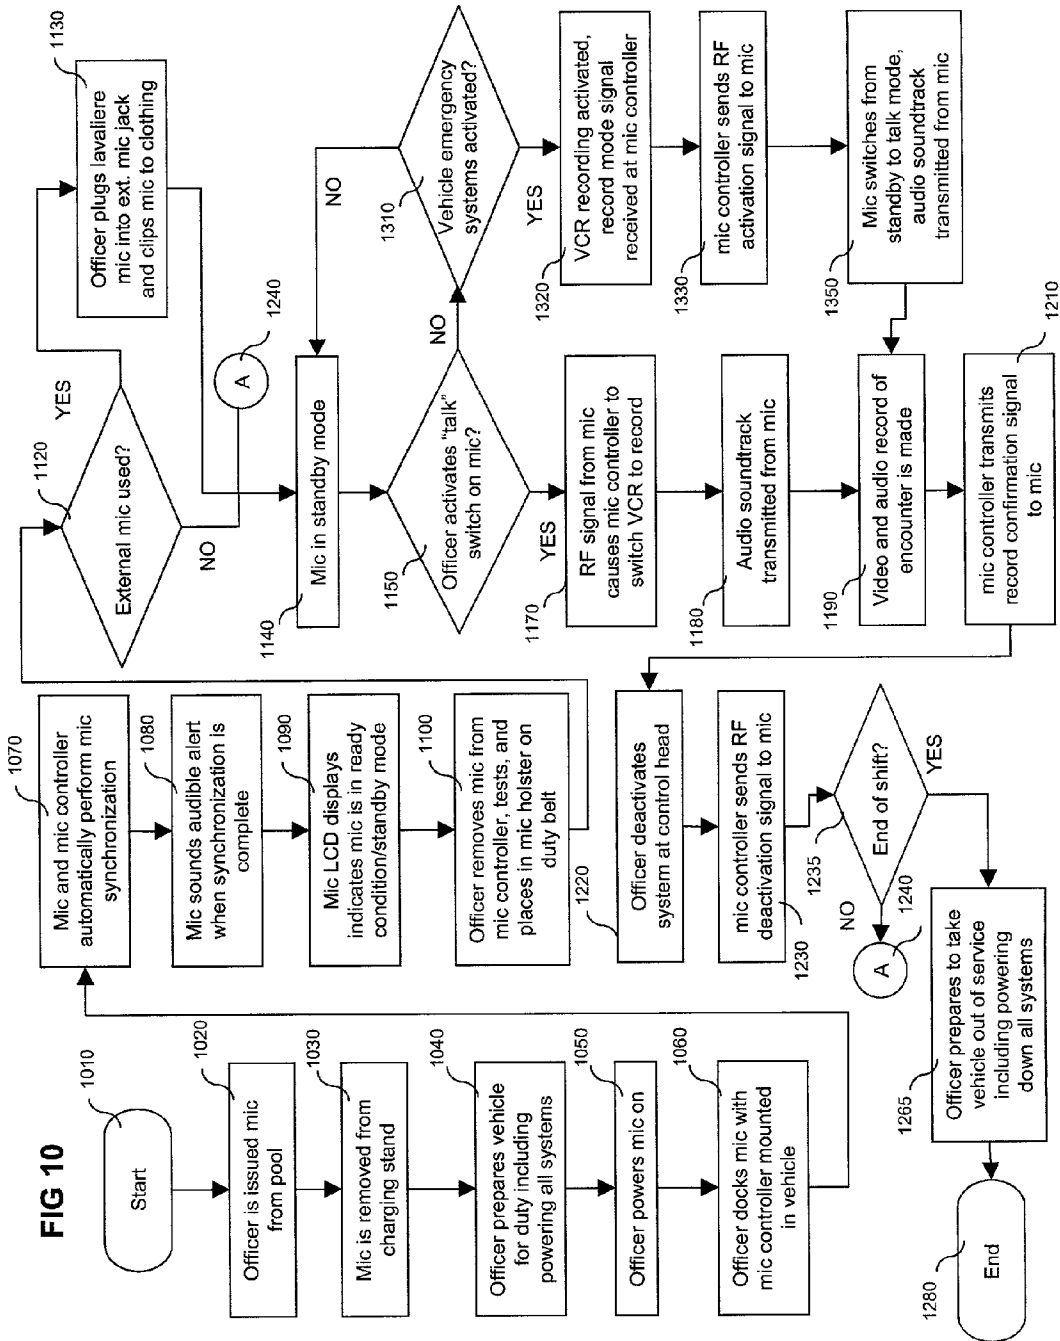 FIG 10
1010
Start
1020
Officer is issued mic
from pool
1030
Mic is removed from
charging stand
1040
Officer prepares vehicle
for duty including
powering all systems
1050
Officer powers mic on
1060
Officer docks mic with
mic controller mounted
in vehicle
1070
Mic and mic controller
automatically perform mic
synchronization
1080
Mic sounds audible alert
when synchronization is
complete
1090
Mic LCD displays
indicates mic is in ready
condition/standby mode
1100
Officer removes mic from
mic controller, tests, and
places in mic holster on
duty belt
1120
External mic used?
YES
NO
1130
Officer plugs lavaliere
mic into ext. mic jack
and clips mic to clothing
A
1240
1140
Mic in standby mode
1150
Officer activates "talk"
switch on mic?
NO
YES
1310
Vehicle emergency
systems activated?
NO
YES
1170
RF signal from mic
causes mic controller to
switch VCR to record
1180
Audio soundtrack
transmitted from mic
1320
VCR recording activated,
record mode signal
received at mic controller
1330
mic controller sends RF
activation signal to mic
1350
Mic switches from
standby to talk mode,
audio soundtrack
transmitted from mic
1190
Video and audio record of
encounter is made
1210
mic controller transmits
record confirmation signal
to mic
1220
Officer deactivates
system at control head
1230
mic controller sends RF
deactivation signal to mic
1235
End of shift?
NO
YES
A
1240
1265
Officer prepares to take
vehicle out of service
including powering
down all systems
1280
End